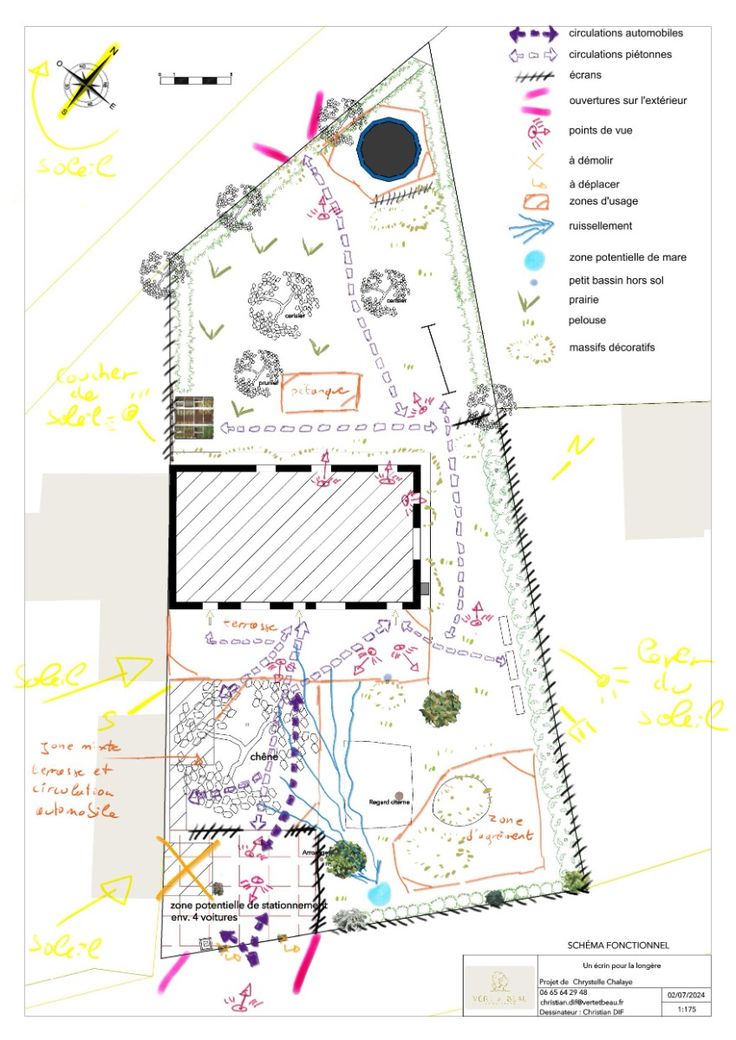 circulations automobiles
circulations piétonnes
écrans
ouvertures sur l'extérieur
points de vue
à démolir
à déplacer
zones d'usage
ruissellement
zone potentielle de mare
petit bassin hors sol
prairie
pelouse
massifs décoratifs
N
O
E
soleil
cerisier
cerisier
prunier
pétanque
coucher
de
soleil
N
terrasse
soleil
S
lever
du
soleil
zone mixte
terrasse et
circulation
automobile
chêne
Regard citerne
zone
d'agrément
zone potentielle de stationnement
env. 4 voitures
soleil
SCHÉMA FONCTIONNEL
Un écrin pour la longère
Projet de Chrystelle Chalaye
06 65 64 29 48
christian.dif@vertetbeau.fr
Dessinateur : Christian DIF
02/07/2024
1:175
VERT & BEAU